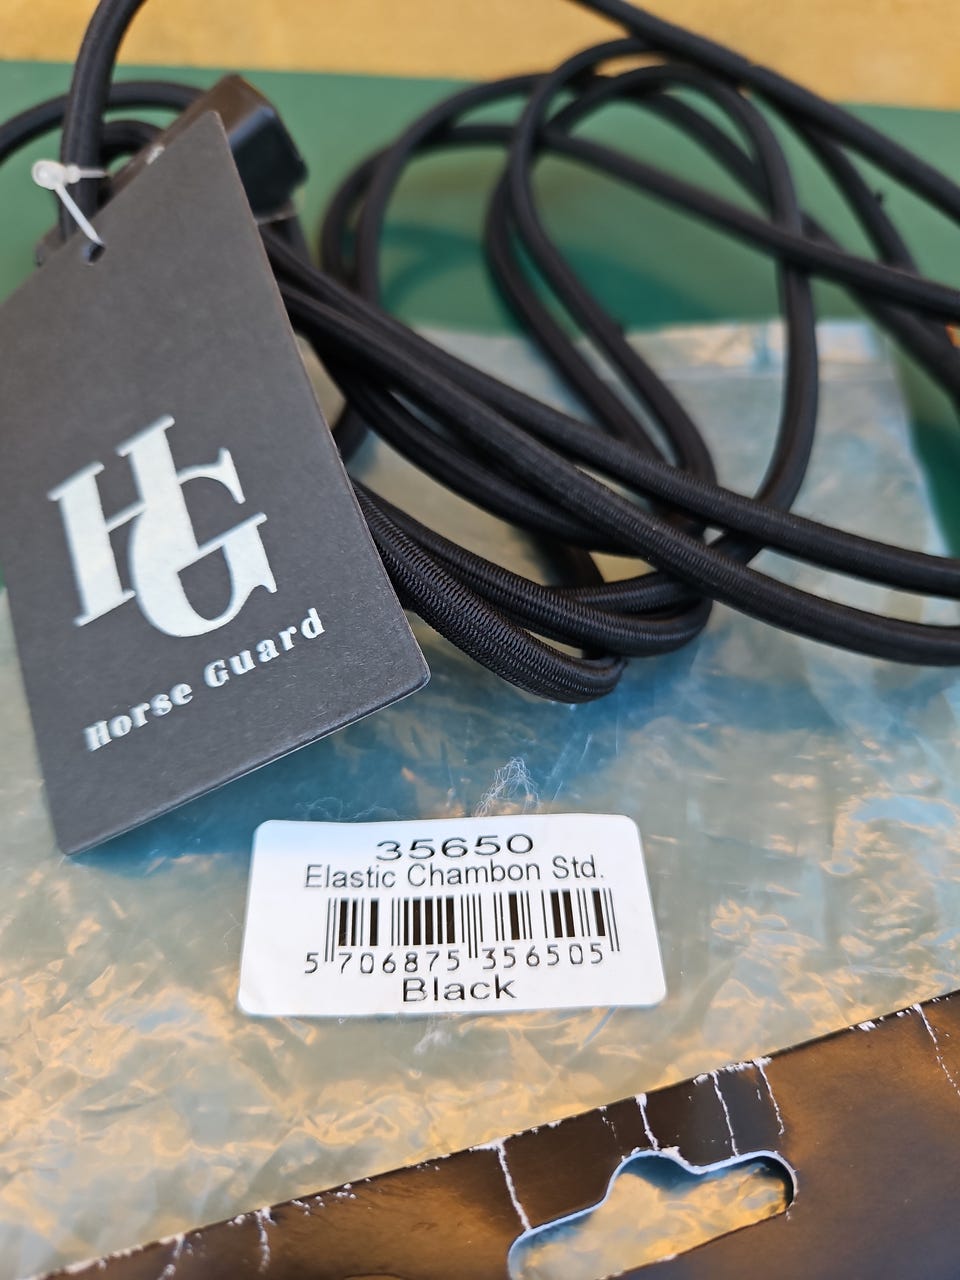 HG
Horse Guard
35650
Elastic Chambon Std.
5 706875 356505
Black